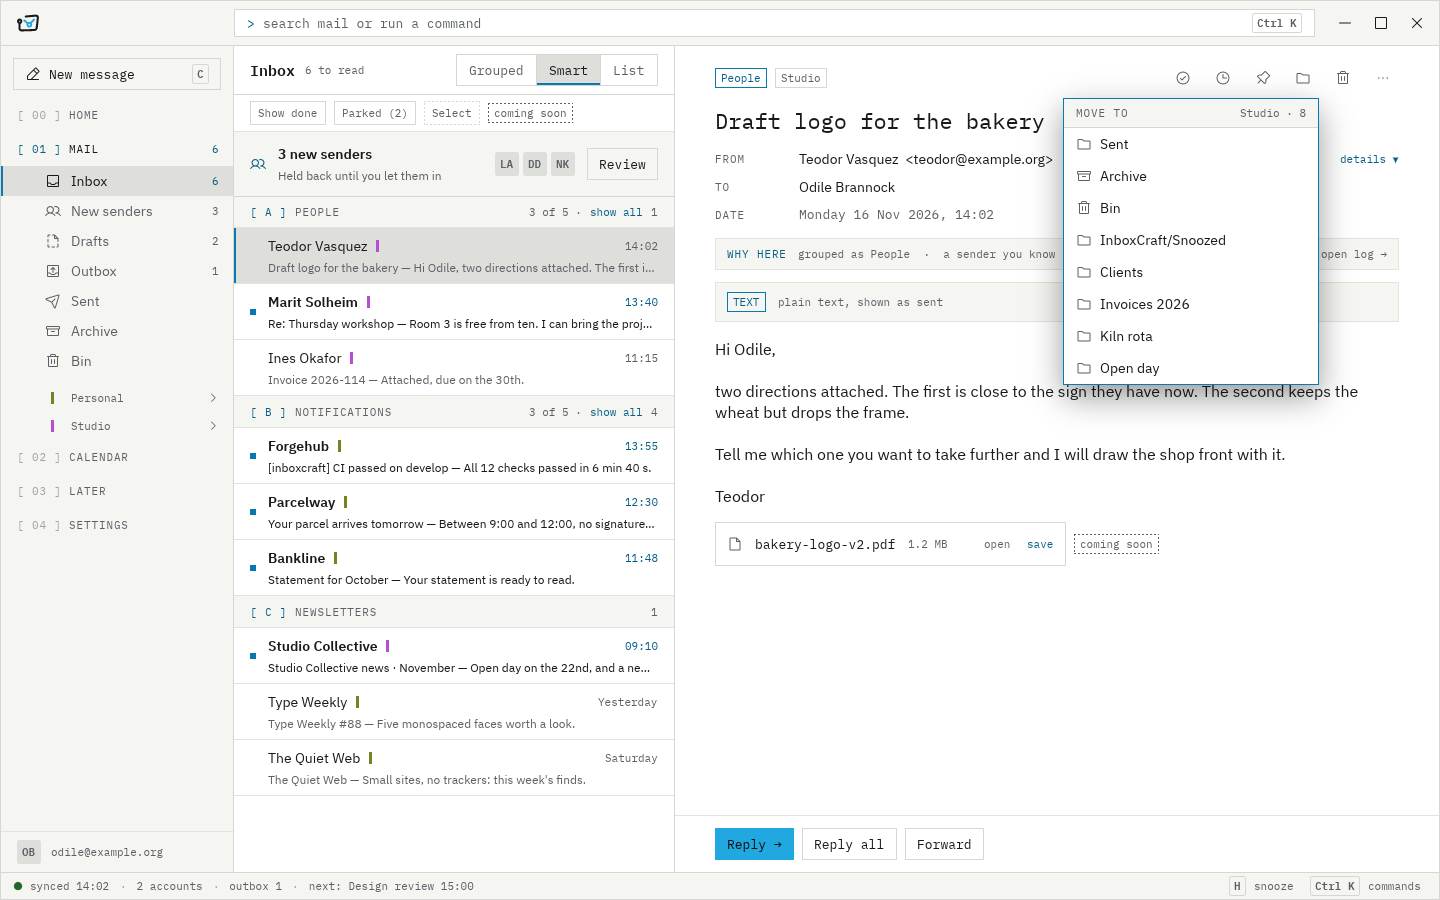 > search mail or run a command Ctrl K
New message C
[ 00 ] HOME
[ 01 ] MAIL 6
Inbox 6
New senders 3
Drafts 2
Outbox 1
Sent
Archive
Bin
Personal
Studio
[ 02 ] CALENDAR
[ 03 ] LATER
[ 04 ] SETTINGS
OB odile@example.org
Inbox 6 to read Grouped Smart List
Show done Parked (2) Select coming soon
3 new senders
Held back until you let them in
LA DD NK Review
[ A ] PEOPLE 3 of 5 · show all 1
Teodor Vasquez 14:02
Draft logo for the bakery — Hi Odile, two directions attached. The first i…
Marit Solheim 13:40
Re: Thursday workshop — Room 3 is free from ten. I can bring the proj…
Ines Okafor 11:15
Invoice 2026-114 — Attached, due on the 30th.
[ B ] NOTIFICATIONS 3 of 5 · show all 4
Forgehub 13:55
[inboxcraft] CI passed on develop — All 12 checks passed in 6 min 40 s.
Parcelway 12:30
Your parcel arrives tomorrow — Between 9:00 and 12:00, no signature…
Bankline 11:48
Statement for October — Your statement is ready to read.
[ C ] NEWSLETTERS 1
Studio Collective 09:10
Studio Collective news · November — Open day on the 22nd, and a ne…
Type Weekly Yesterday
Type Weekly #88 — Five monospaced faces worth a look.
The Quiet Web Saturday
The Quiet Web — Small sites, no trackers: this week's finds.
People Studio
Draft logo for the bakery
FROM Teodor Vasquez <teodor@example.org> details ▾
TO Odile Brannock
DATE Monday 16 Nov 2026, 14:02
WHY HERE grouped as People · a sender you know open log →
TEXT plain text, shown as sent
MOVE TO Studio · 8
Sent
Archive
Bin
InboxCraft/Snoozed
Clients
Invoices 2026
Kiln rota
Open day
Hi Odile,
two directions attached. The first is close to the sign they have now. The second keeps the
wheat but drops the frame.
Tell me which one you want to take further and I will draw the shop front with it.
Teodor
bakery-logo-v2.pdf 1.2 MB open save coming soon
Reply → Reply all Forward
synced 14:02 · 2 accounts · outbox 1 · next: Design review 15:00 H snooze Ctrl K commands